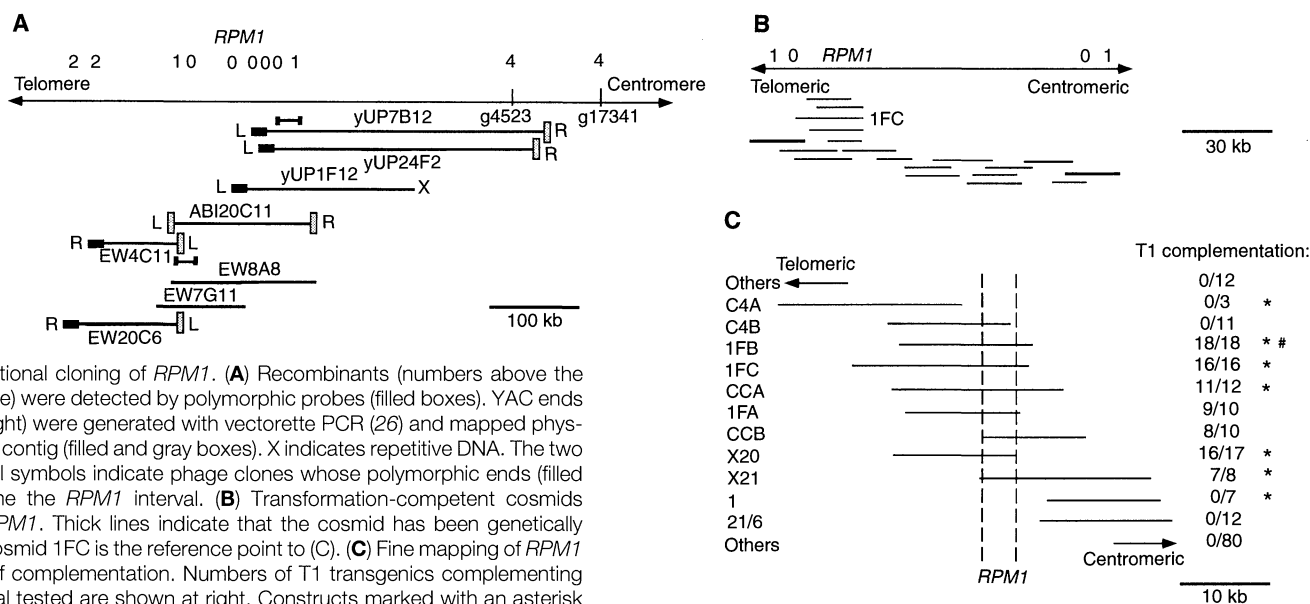 A
RPM1
2 2 1 0 0 000 1 4 4
Telomere
Centromere
yUP7B12
g4523
g17341
L
R
L
R
yUP24F2
yUP1F12
L
X
ABI20C11
L
R
R
L
EW4C11
EW8A8
EW7G11
R
L
EW20C6
100 kb
tional cloning of RPM1. (A) Recombinants (numbers above the
e) were detected by polymorphic probes (filled boxes). YAC ends
ght) were generated with vectorette PCR (26) and mapped phys-
contig (filled and gray boxes). X indicates repetitive DNA. The two
l symbols indicate phage clones whose polymorphic ends (filled
ne the RPM1 interval. (B) Transformation-competent cosmids
PM1. Thick lines indicate that the cosmid has been genetically
osmid 1FC is the reference point to (C). (C) Fine mapping of RPM1
f complementation. Numbers of T1 transgenics complementing
al tested are shown at right. Constructs marked with an asterisk
B
1 0 RPM1 0 1
Telomeric
Centromeric
1FC
30 kb
C
T1 complementation:
Telomeric
Others 0/12
C4A 0/3 *
C4B 0/11
1FB 18/18 * #
1FC 16/16 *
CCA 11/12 *
1FA 9/10
CCB 8/10
X20 16/17 *
X21 7/8 *
1 0/7 *
21/6 0/12
Others 0/80
Centromeric
RPM1
10 kb